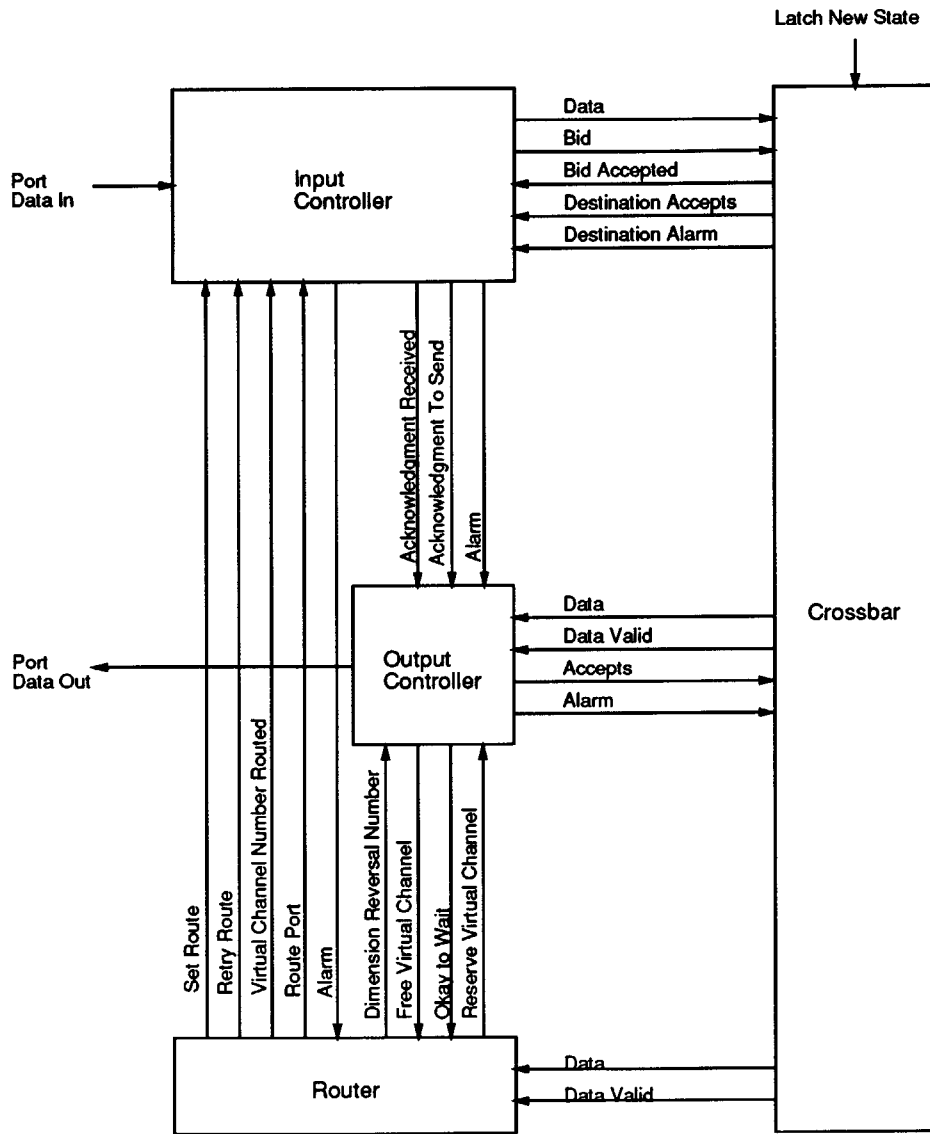 Latch New State
Data
Bid
Bid Accepted
Destination Accepts
Destination Alarm
Port
Data In
Input
Controller
Acknowledgment Received
Acknowledgment To Send
Alarm
Data
Data Valid
Accepts
Alarm
Crossbar
Port
Data Out
Output
Controller
Set Route
Retry Route
Virtual Channel Number Routed
Route Port
Alarm
Dimension Reversal Number
Free Virtual Channel
Okay to Wait
Reserve Virtual Channel
Router
Data
Data Valid